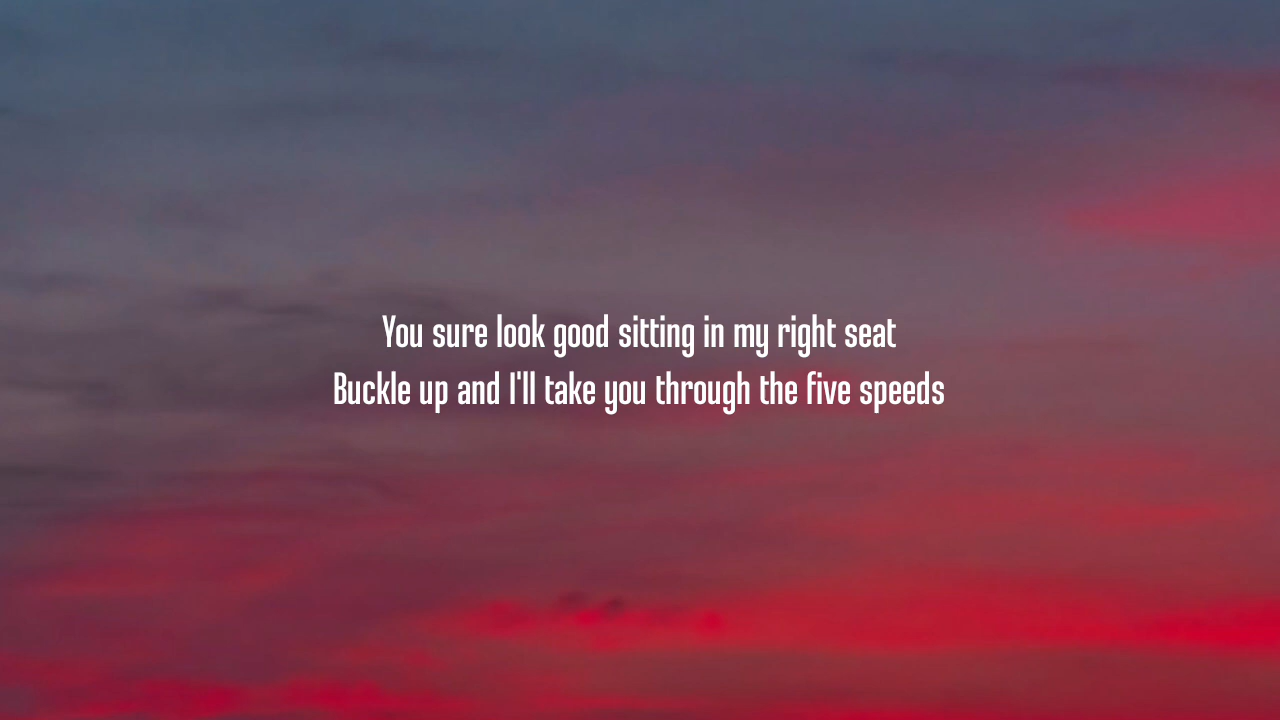 You sure look good sitting in my right seat
Buckle up and I'll take you through the five speeds